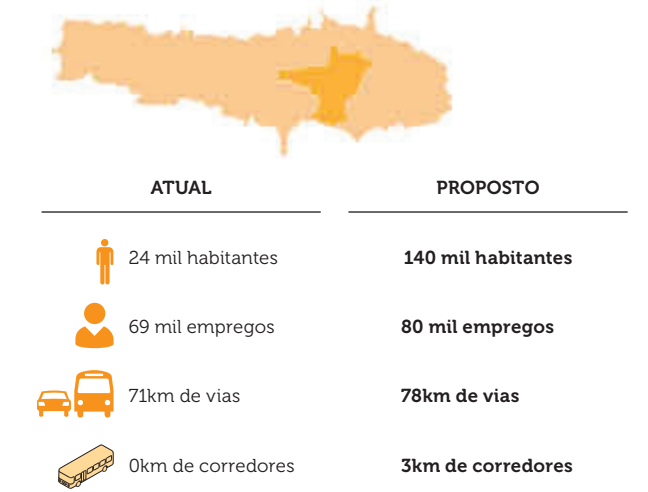 ATUAL PROPOSTO
24 mil habitantes 140 mil habitantes
69 mil empregos 80 mil empregos
71km de vias 78km de vias
0km de corredores 3km de corredores